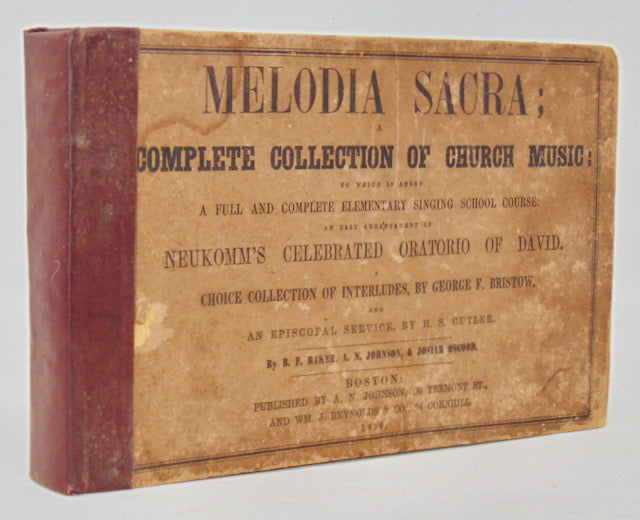 MELODIA SACRA;
A
COMPLETE COLLECTION OF CHURCH MUSIC:
TO WHICH IS ADDED
A FULL AND COMPLETE ELEMENTARY SINGING SCHOOL COURSE.
AN EASY ARRANGEMENT OF
NEUKOMM'S CELEBRATED ORATORIO OF DAVID.
A
CHOICE COLLECTION OF INTERLUDES, BY GEORGE F. BRISTOW,
AND
AN EPISCOPAL SERVICE, BY H. S. CUTLER.
By B. F. BAKER, A. N. JOHNSON, & JOSIAH OSGOOD.
BOSTON:
PUBLISHED BY A. N. JOHNSON, TREMONT ST.,
AND WM. J. REYNOLDS & CO., CORNHILL